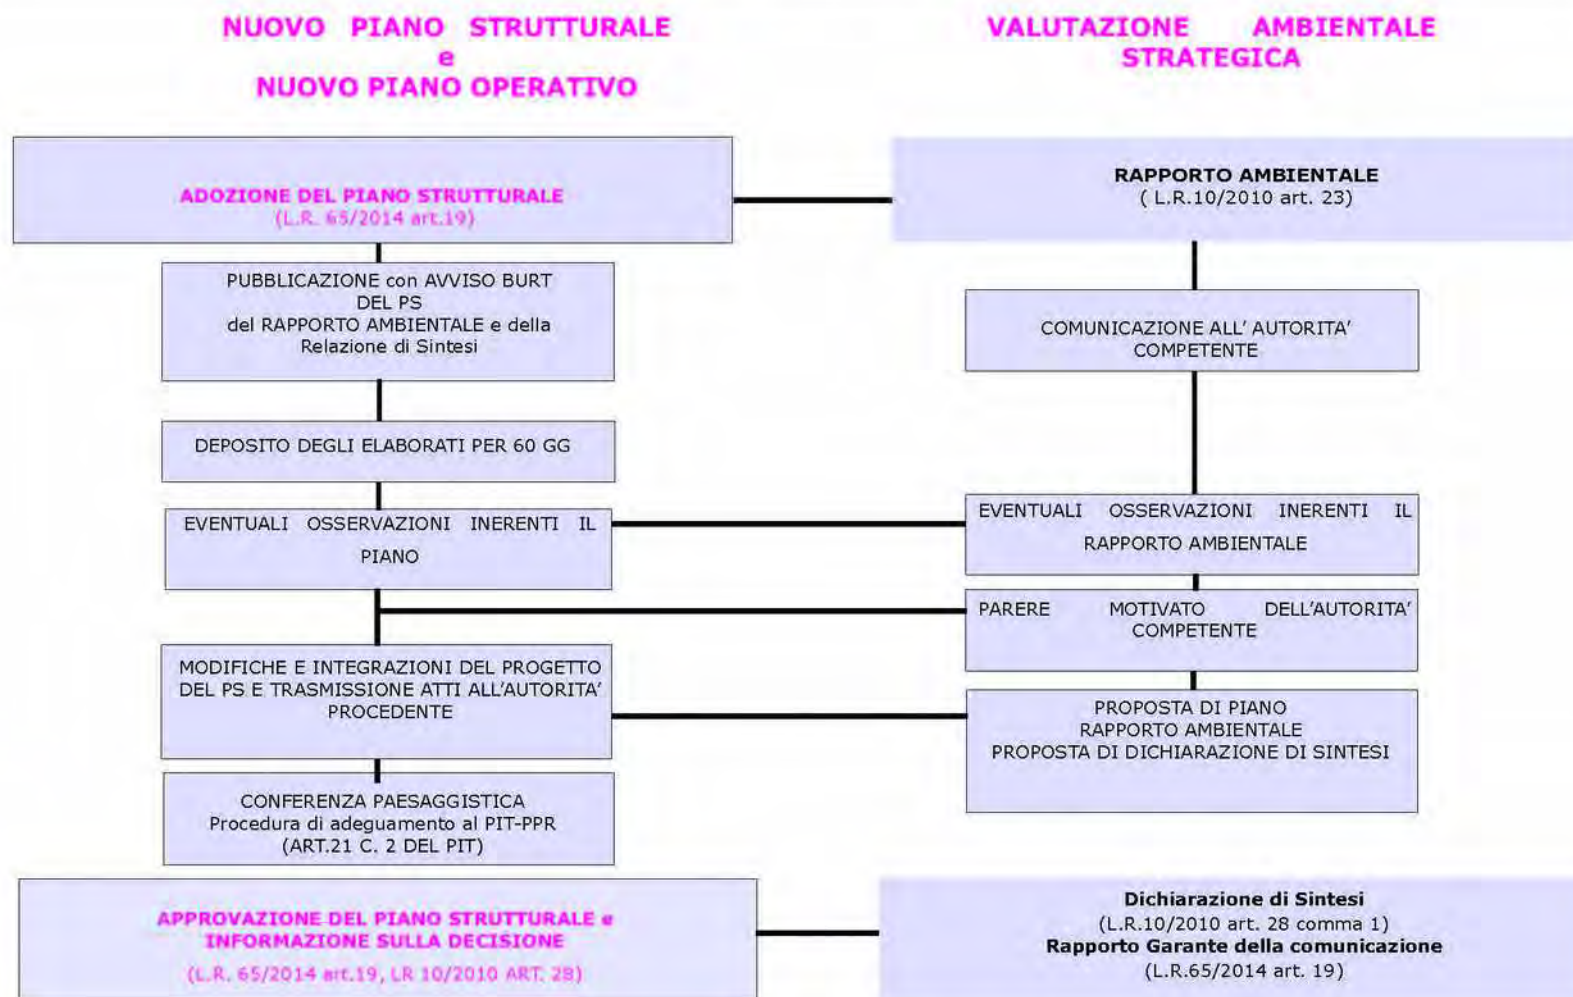 NUOVO PIANO STRUTTURALE
e
NUOVO PIANO OPERATIVO
VALUTAZIONE AMBIENTALE
STRATEGICA
ADOZIONE DEL PIANO STRUTTURALE
(L.R. 65/2014 art.19)
RAPPORTO AMBIENTALE
( L.R.10/2010 art. 23)
PUBBLICAZIONE con AVVISO BURT
DEL PS
del RAPPORTO AMBIENTALE e della
Relazione di Sintesi
COMUNICAZIONE ALL' AUTORITA'
COMPETENTE
DEPOSITO DEGLI ELABORATI PER 60 GG
EVENTUALI OSSERVAZIONI INERENTI IL
PIANO
EVENTUALI OSSERVAZIONI INERENTI IL
RAPPORTO AMBIENTALE
PARERE MOTIVATO DELL'AUTORITA'
COMPETENTE
MODIFICHE E INTEGRAZIONI DEL PROGETTO
DEL PS E TRASMISSIONE ATTI ALL'AUTORITA'
PROCEDENTE
PROPOSTA DI PIANO
RAPPORTO AMBIENTALE
PROPOSTA DI DICHIARAZIONE DI SINTESI
CONFERENZA PAESAGGISTICA
Procedura di adeguamento al PIT-PPR
(ART.21 C. 2 DEL PIT)
APPROVAZIONE DEL PIANO STRUTTURALE e
INFORMAZIONE SULLA DECISIONE
(L.R. 65/2014 art.19, LR 10/2010 ART. 28)
Dichiarazione di Sintesi
(L.R.10/2010 art. 28 comma 1)
Rapporto Garante della comunicazione
(L.R.65/2014 art. 19)